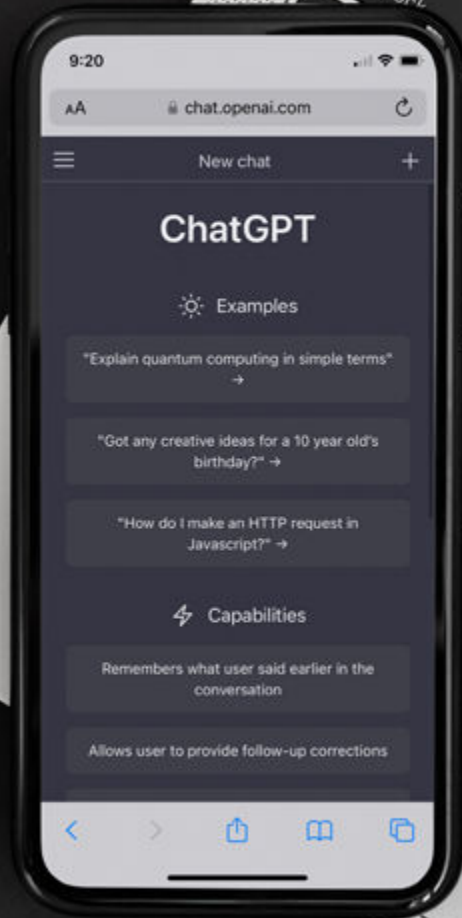 9:20
AA chat.openai.com
New chat +
ChatGPT
Examples
"Explain quantum computing in simple terms"
→
"Got any creative ideas for a 10 year old's
birthday?" →
"How do I make an HTTP request in
Javascript?" →
Capabilities
Remembers what user said earlier in the
conversation
Allows user to provide follow-up corrections